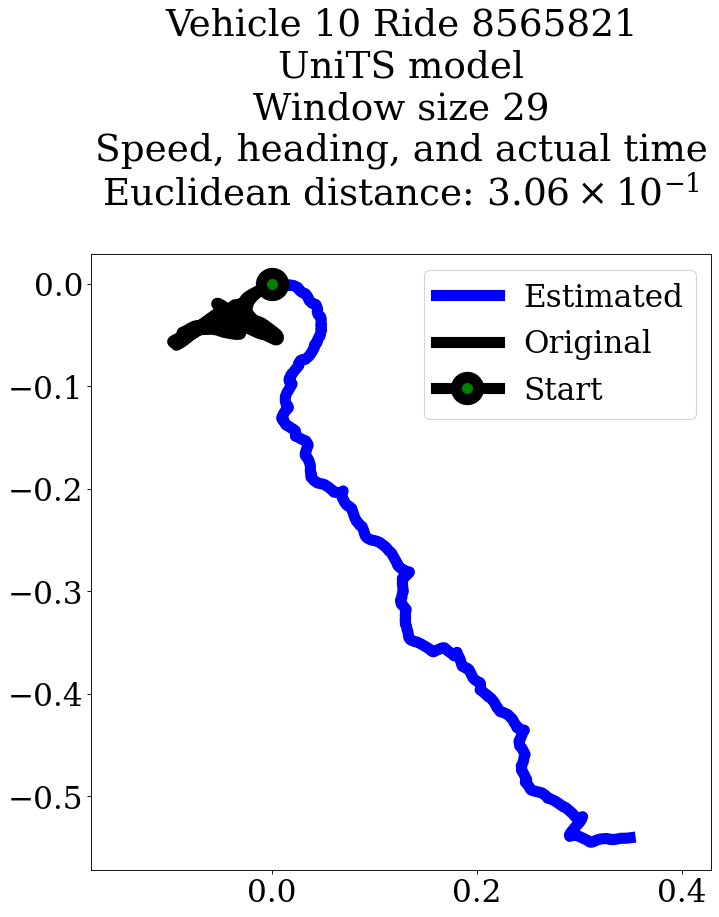 Vehicle 10 Ride 8565821
UniTS model
Window size 29
Speed, heading, and actual time
Euclidean distance: $3.06 \times 10^{-1}$
Estimated
Original
Start
0.0
−0.1
−0.2
−0.3
−0.4
−0.5
0.0 0.2 0.4